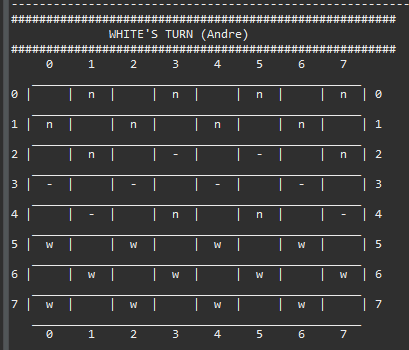 ------------------------------------------------------
######################################################
WHITE'S TURN (Andre)
######################################################
0 1 2 3 4 5 6 7
0 | | n | | n | | n | | n | 0
1 | n | | n | | n | | n | | 1
2 | | n | | - | | - | | n | 2
3 | - | | - | | - | | - | | 3
4 | | - | | n | | n | | - | 4
5 | w | | w | | w | | w | | 5
6 | | w | | w | | w | | w | 6
7 | w | | w | | w | | w | | 7
0 1 2 3 4 5 6 7